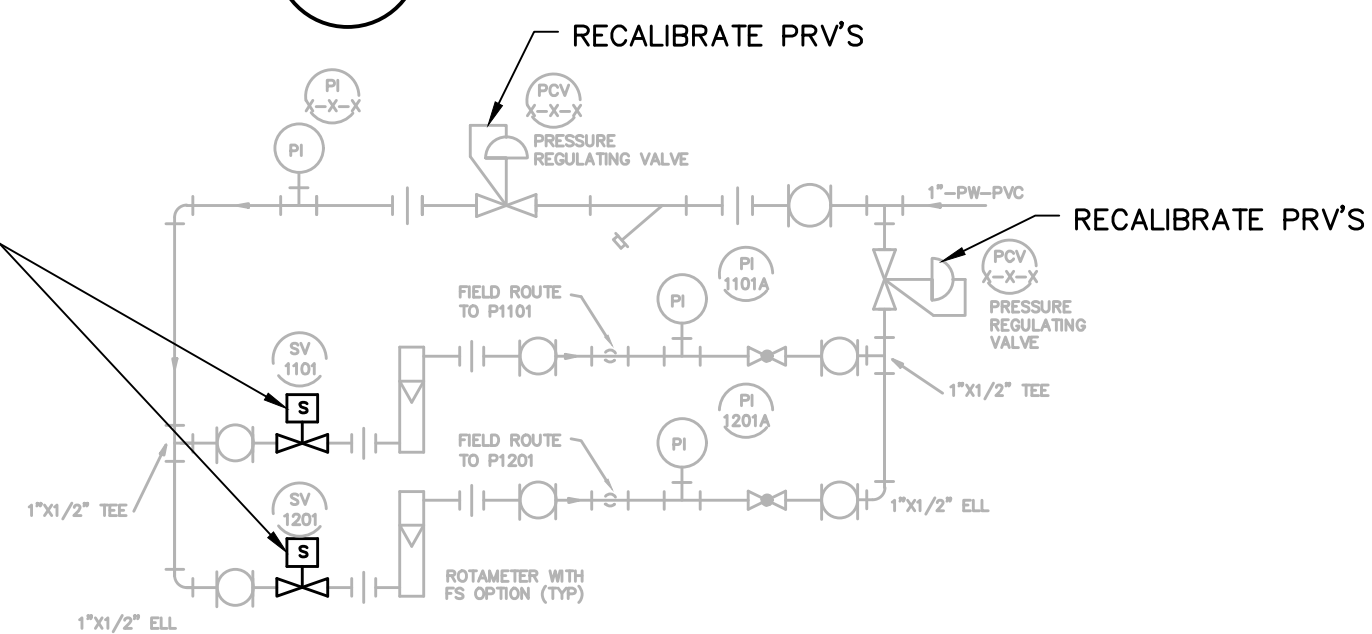 RECALIBRATE PRV'S
PI
X-X-X
PCV
X-X-X
PI
PRESSURE
REGULATING VALVE
1"-PW-PVC
RECALIBRATE PRV'S
PCV
X-X-X
PRESSURE
REGULATING
VALVE
PI
1101A
FIELD ROUTE
TO P1101
PI
SV
1101
S
1"X1/2" TEE
PI
1201A
FIELD ROUTE
TO P1201
PI
1"X1/2" TEE
SV
1201
S
1"X1/2" ELL
ROTAMETER WITH
FS OPTION (TYP)
1"X1/2" ELL